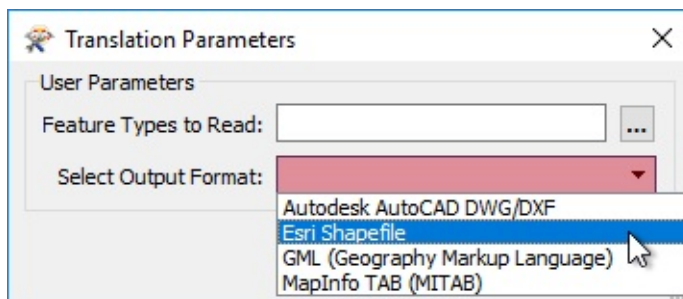 Translation Parameters
User Parameters
Feature Types to Read:
...
Select Output Format:
Autodesk AutoCAD DWG/DXF
Esri Shapefile
GML (Geography Markup Language)
MapInfo TAB (MITAB)